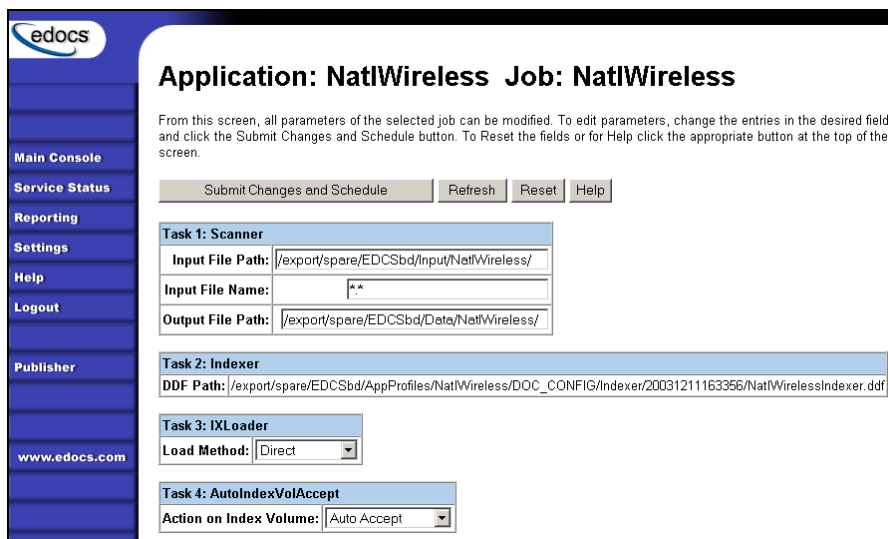 edocs
Application: NatlWireless Job: NatlWireless
From this screen, all parameters of the selected job can be modified. To edit parameters, change the entries in the desired field
and click the Submit Changes and Schedule button. To Reset the fields or for Help click the appropriate button at the top of the
screen.
Main Console
Service Status
Reporting
Settings
Help
Logout
Publisher
www.edocs.com
Submit Changes and Schedule Refresh Reset Help
Task 1: Scanner
Input File Path: /export/spare/EDCSbd/Input/NatlWireless/
Input File Name: *.*
Output File Path: /export/spare/EDCSbd/Data/NatlWireless/
Task 2: Indexer
DDF Path: /export/spare/EDCSbd/AppProfiles/NatlWireless/DOC_CONFIG/Indexer/20031211163356/NatlWirelessIndexer.ddf
Task 3: IXLoader
Load Method: Direct
Task 4: AutoIndexVolAccept
Action on Index Volume: Auto Accept